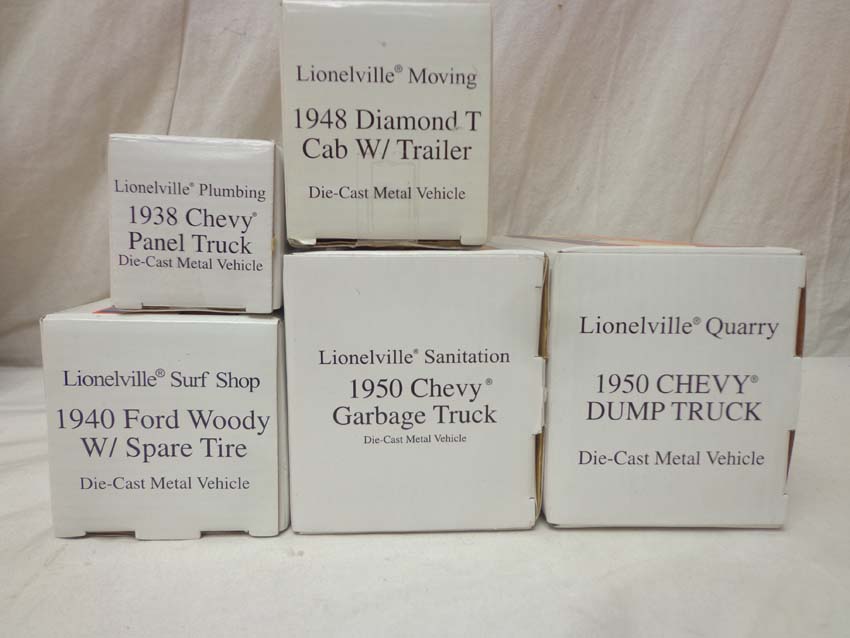 Lionelville® Moving
1948 Diamond T
Cab W/ Trailer
Die-Cast Metal Vehicle
Lionelville® Plumbing
1938 Chevy®
Panel Truck
Die-Cast Metal Vehicle
Lionelville® Surf Shop
1940 Ford Woody
W/ Spare Tire
Die-Cast Metal Vehicle
Lionelville® Sanitation
1950 Chevy®
Garbage Truck
Die-Cast Metal Vehicle
Lionelville® Quarry
1950 CHEVY®
DUMP TRUCK
Die-Cast Metal Vehicle